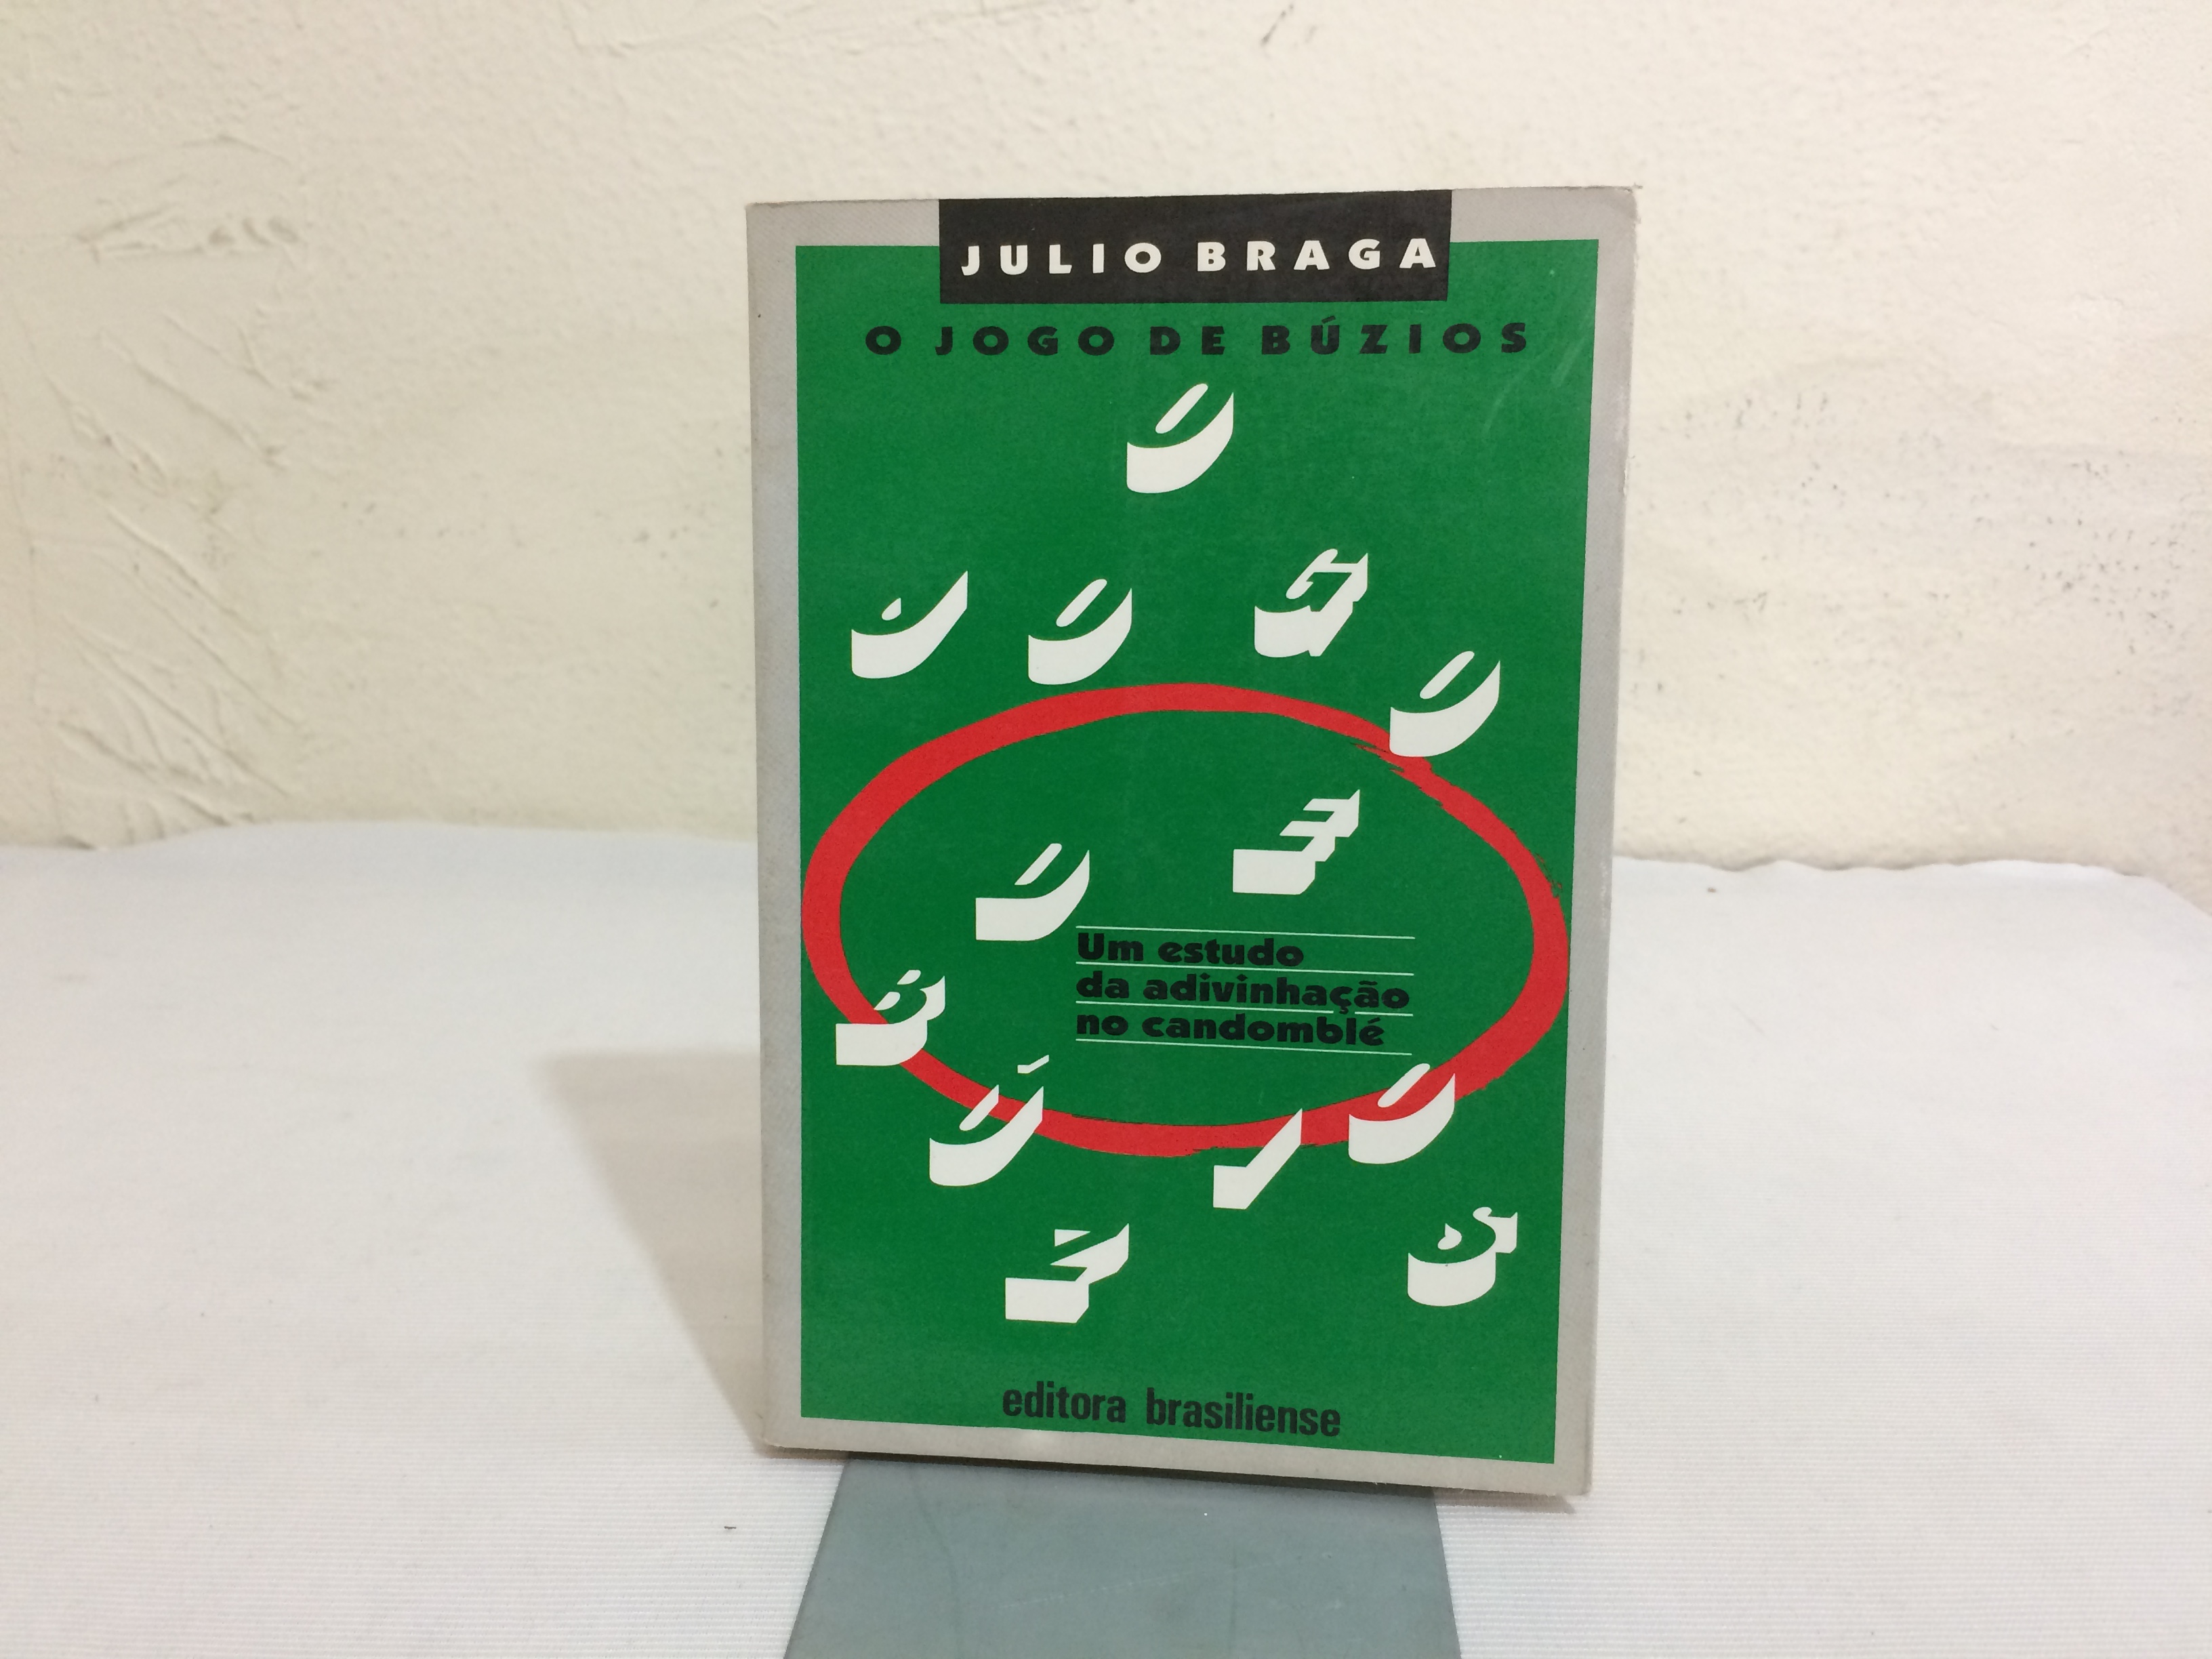 JULIO BRAGA
O JOGO DE BÚZIOS
O
J O G O
E
D
B Ú I O
Z S
Um estudo
da adivinhação
no candomblé
editora brasiliense